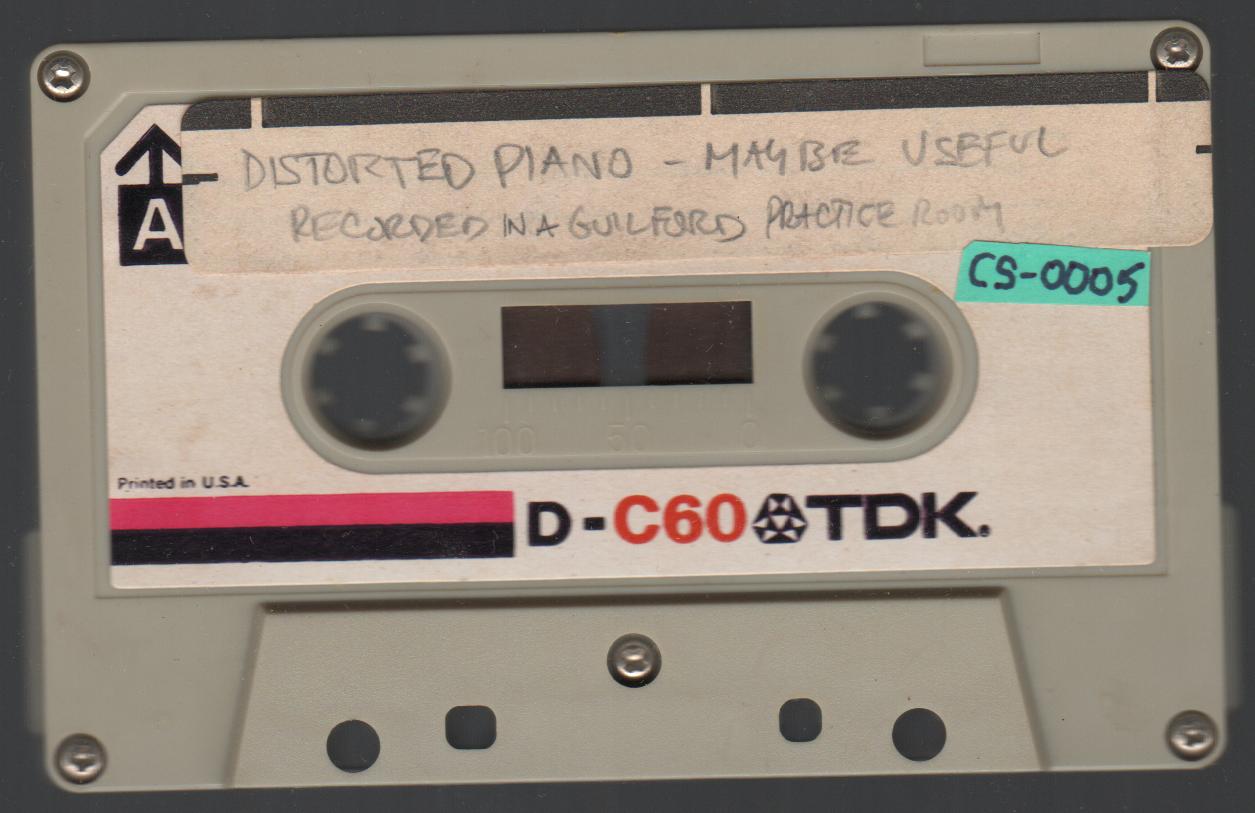 DISTORTED PIANO - MAYBE USEFUL
RECORDED IN A GUILFORD PRACTICE ROOM
A
CS-0005
100 50 0
Printed in U.S.A.
D-C60 TDK.